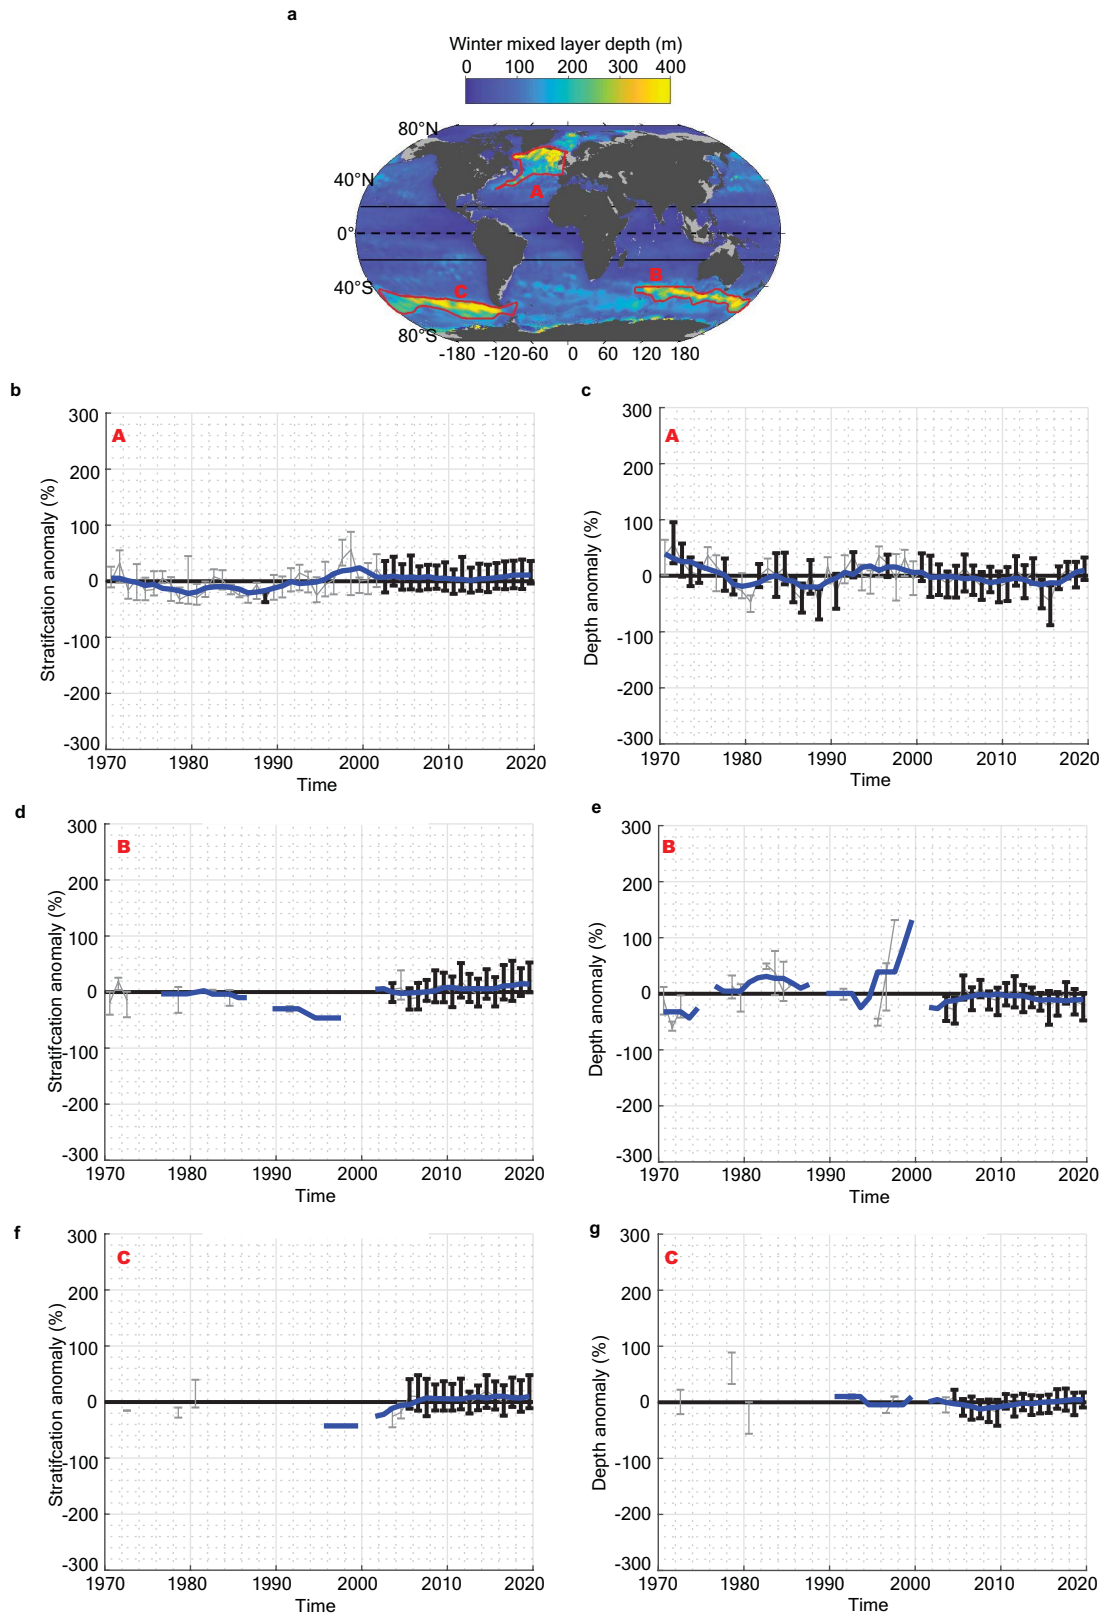 a
Winter mixed layer depth (m)
0 100 200 300 400
80°N
40°N
0°
40°S
80°S
A
B
C
-180 -120 -60 0 60 120 180
b
A
Stratifcation anomaly (%)
300
200
100
0
-100
-200
-300
1970 1980 1990 2000 2010 2020
Time
c
A
Depth anomaly (%)
300
200
100
0
-100
-200
-300
1970 1980 1990 2000 2010 2020
Time
d
B
Stratifcation anomaly (%)
300
200
100
0
-100
-200
-300
1970 1980 1990 2000 2010 2020
Time
e
B
Depth anomaly (%)
300
200
100
0
-100
-200
-300
1970 1980 1990 2000 2010 2020
Time
f
C
Stratifcation anomaly (%)
300
200
100
0
-100
-200
-300
1970 1980 1990 2000 2010 2020
Time
g
C
Depth anomaly (%)
300
200
100
0
-100
-200
-300
1970 1980 1990 2000 2010 2020
Time